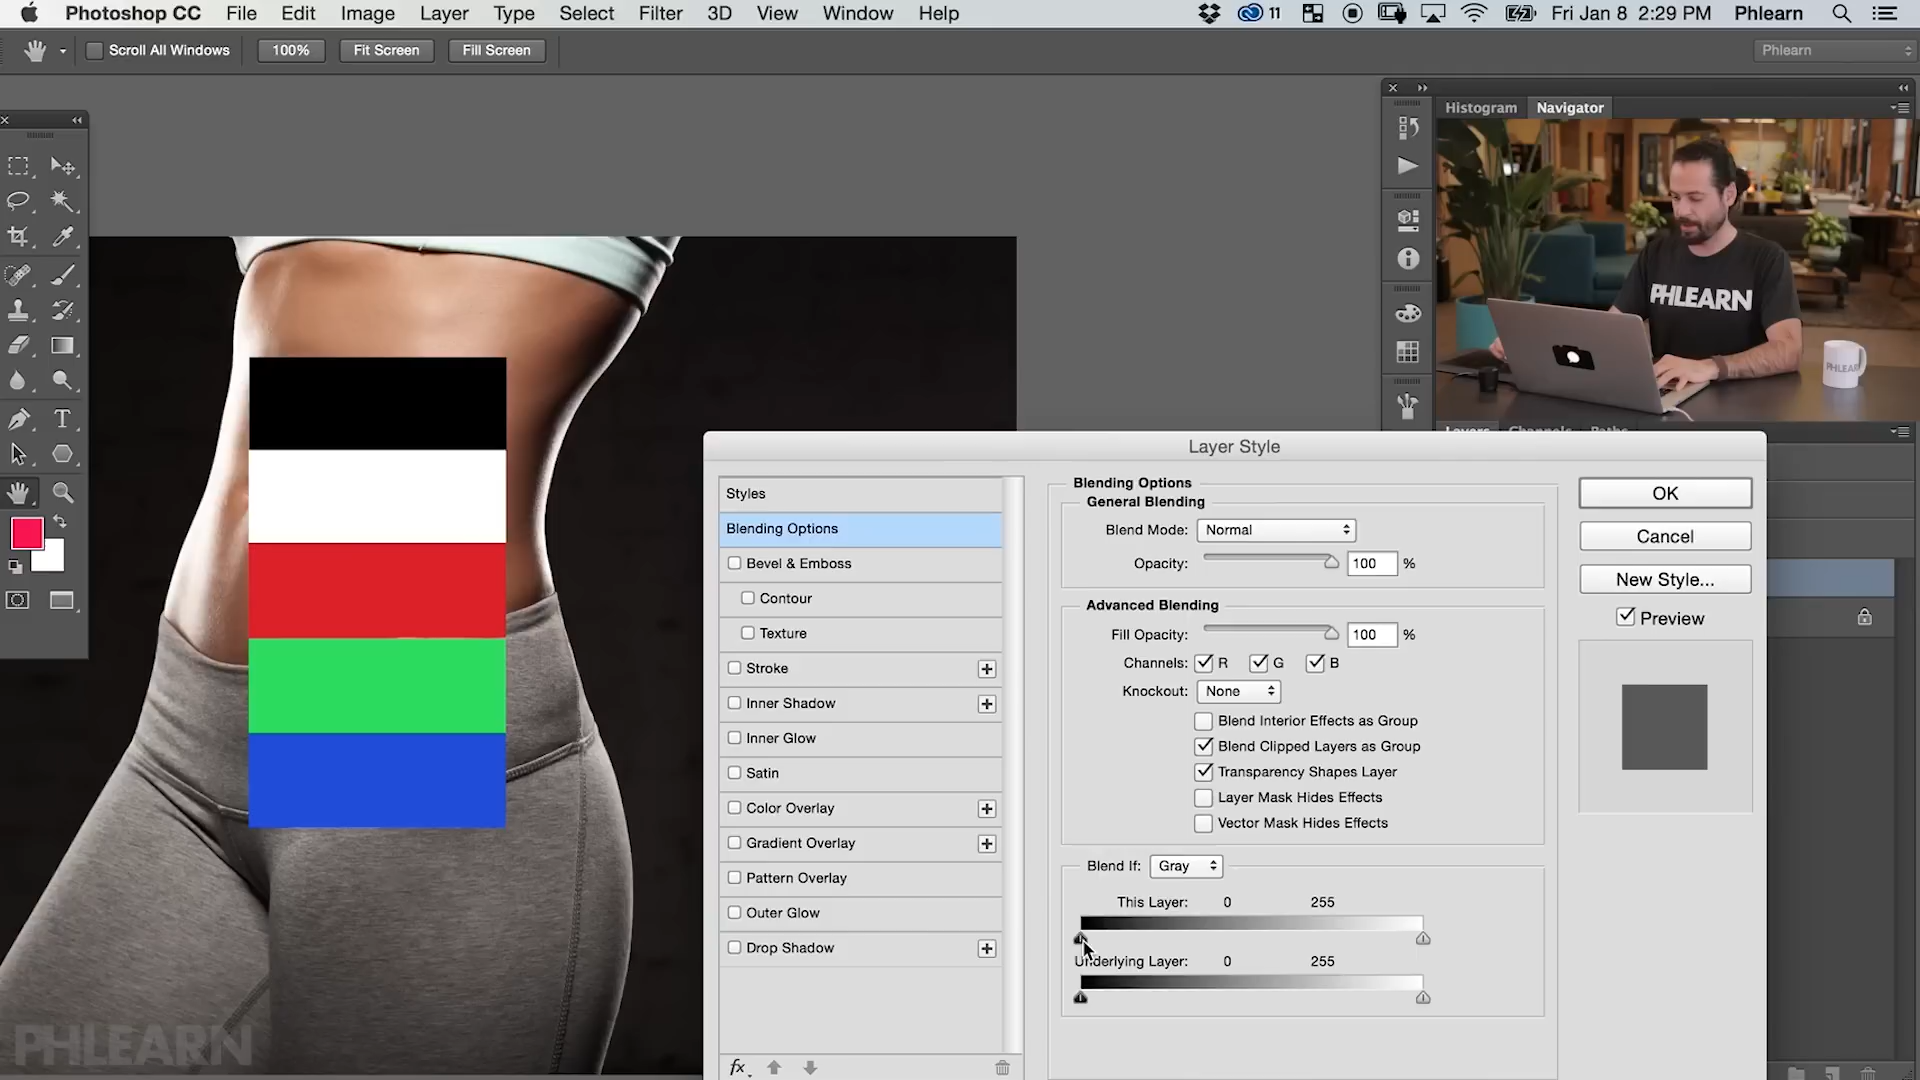 Photoshop CC File Edit Image Layer Type Select Filter 3D View Window Help 11 Fri Jan 8 2:29 PM Phlearn
Scroll All Windows 100% Fit Screen Fill Screen Phlearn
Histogram Navigator
PHLEARN
PHLEARN
Layers Channels Paths
Layer Style
Styles
Blending Options
Bevel & Emboss
Contour
Texture
Stroke
Inner Shadow
Inner Glow
Satin
Color Overlay
Gradient Overlay
Pattern Overlay
Outer Glow
Drop Shadow
fx
Blending Options
General Blending
Blend Mode: Normal
Opacity: 100 %
Advanced Blending
Fill Opacity: 100 %
Channels: R G B
Knockout: None
Blend Interior Effects as Group
Blend Clipped Layers as Group
Transparency Shapes Layer
Layer Mask Hides Effects
Vector Mask Hides Effects
Blend If: Gray
This Layer: 0 255
Underlying Layer: 0 255
OK
Cancel
New Style...
Preview
PHLEARN